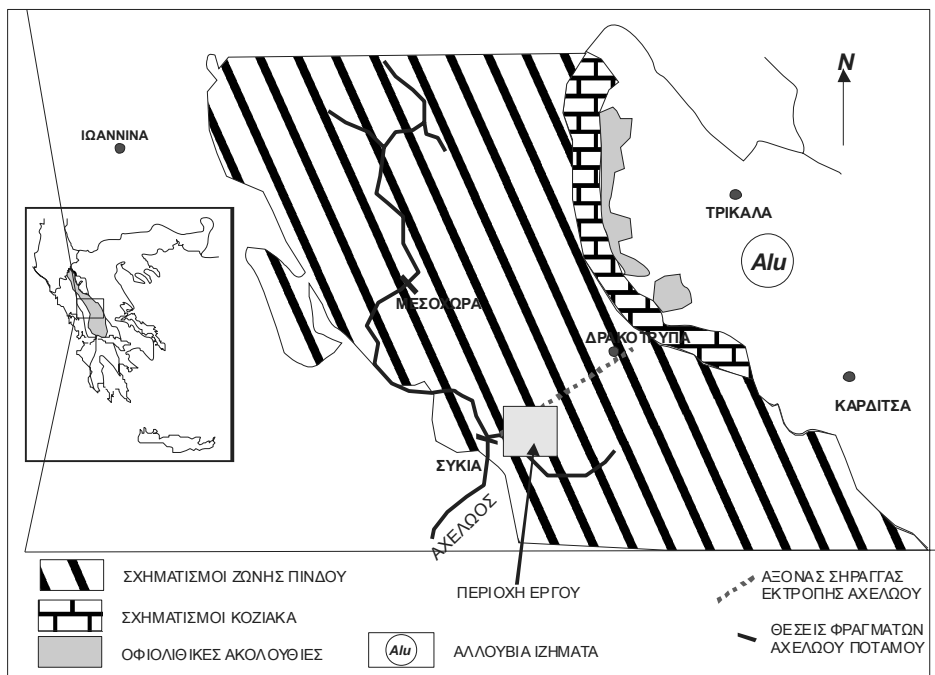 N
ΙΩΑΝΝΙΝΑ
ΤΡΙΚΑΛΑ
Alu
ΜΕΣΟΧΩΡΑ
ΔΡΑΚΟΤΡΥΠΑ
ΚΑΡΔΙΤΣΑ
ΣΥΚΙΑ
ΑΧΕΛΩΟΣ
ΠΕΡΙΟΧΗ ΕΡΓΟΥ
ΣΧΗΜΑΤΙΣΜΟΙ ΖΩΝΗΣ ΠΙΝΔΟΥ
ΣΧΗΜΑΤΙΣΜΟΙ ΚΟΖΙΑΚΑ
ΟΦΙΟΛΙΘΙΚΕΣ ΑΚΟΛΟΥΘΙΕΣ
Alu ΑΛΛΟΥΒΙΑ ΙΖΗΜΑΤΑ
ΑΞΟΝΑΣ ΣΗΡΑΓΓΑΣ
ΕΚΤΡΟΠΗΣ ΑΧΕΛΩΟΥ
ΘΕΣΕΙΣ ΦΡΑΓΜΑΤΩΝ
ΑΧΕΛΩΟΥ ΠΟΤΑΜΟΥ